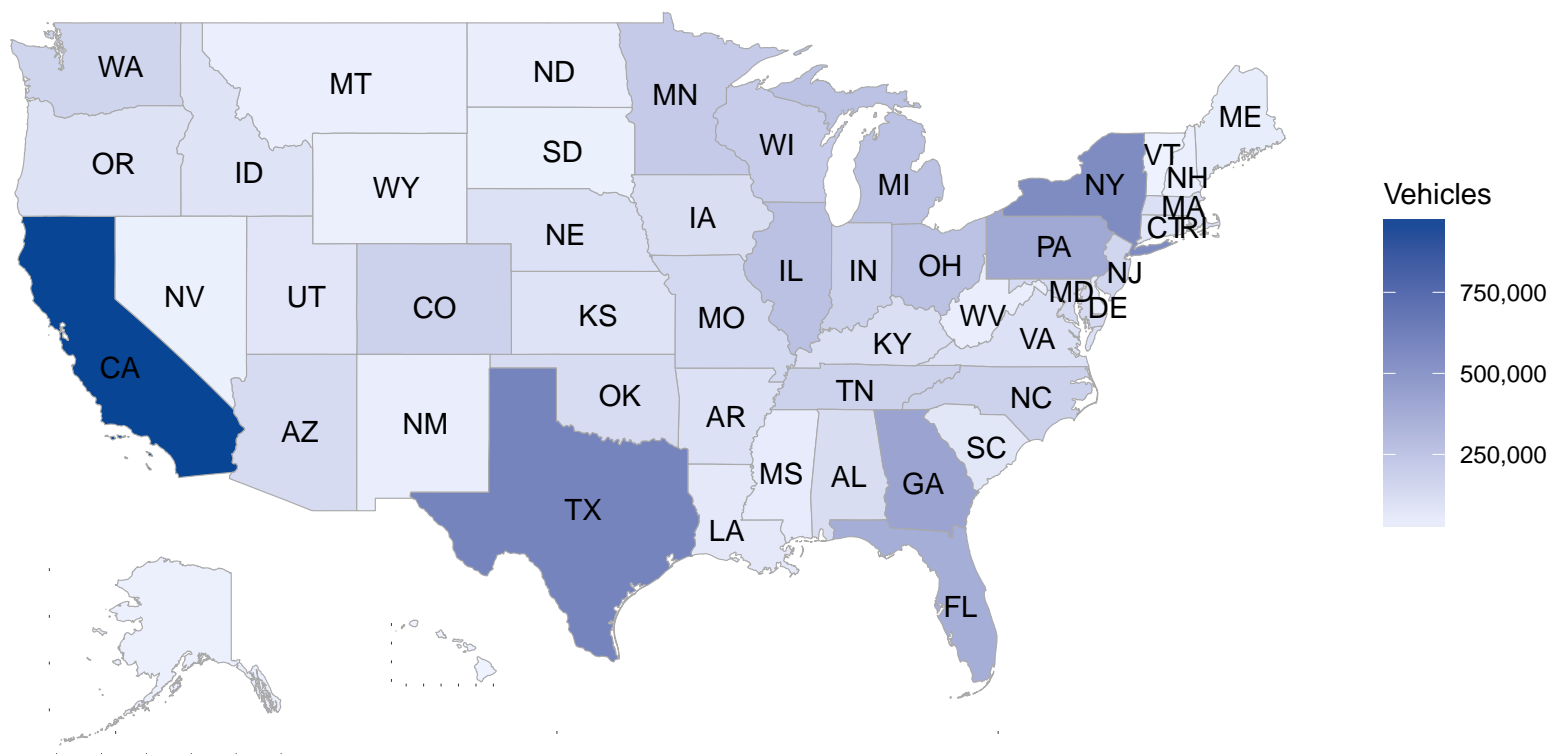 WA
MT
ND
MN
ME
OR
ID
SD
WI
MI
NY
VT
NH
WY
IA
MA
NE
CT
RI
PA
NV
UT
CO
IL
IN
OH
NJ
KS
MO
WV
MD
DE
KY
VA
CA
TN
NC
AZ
NM
OK
AR
SC
MS
AL
GA
TX
LA
FL
Vehicles
750,000
500,000
250,000